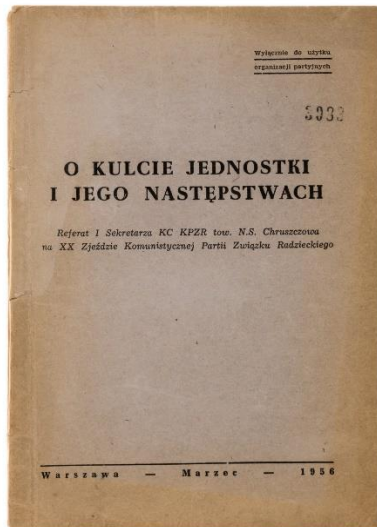 Wyłącznie do użytku
organizacji partyjnych
3033
O KULCIE JEDNOSTKI
I JEGO NASTĘPSTWACH
Referat I Sekretarza KC KPZR tow. N.S. Chruszczowa
na XX Zjeździe Komunistycznej Partii Związku Radzieckiego
Warszawa — Marzec — 1956